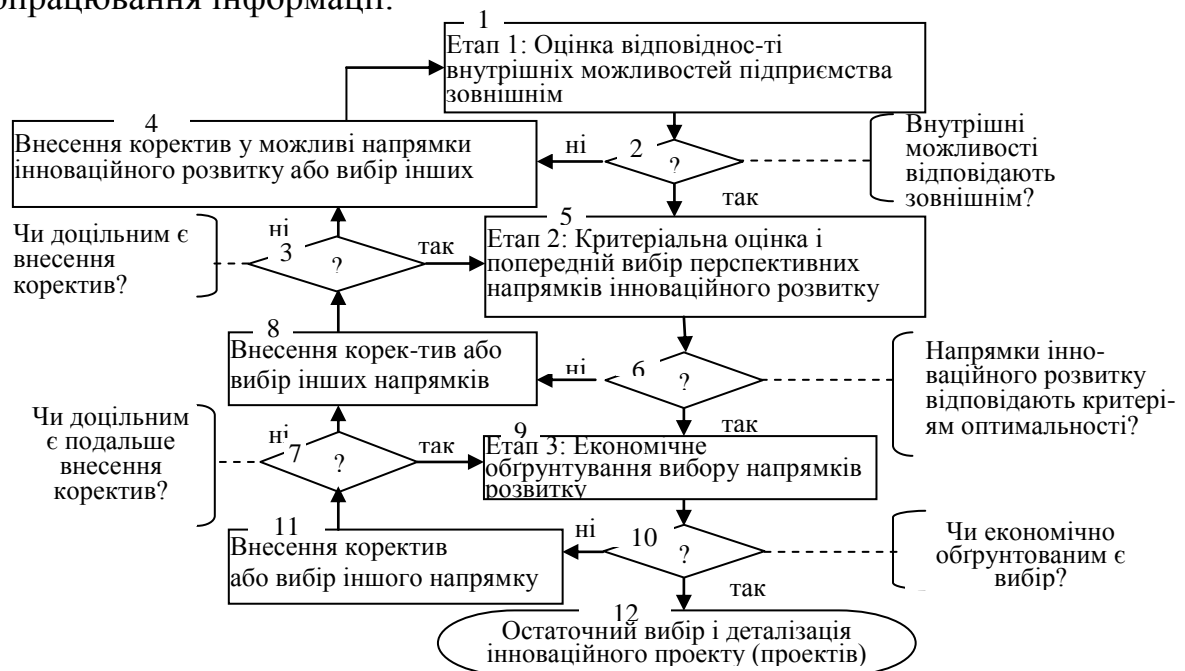 опрацювання інформації.
1
Етап 1: Оцінка відповіднос-ті
внутрішніх можливостей підприємства
зовнішнім
4
Внесення коректив у можливі напрямки
інноваційного розвитку або вибір інших
ні
2
?
так
Внутрішні
можливості
відповідають
зовнішнім?
Чи доцільним є
внесення
коректив?
ні
3
?
так
5
Етап 2: Критеріальна оцінка і
попередній вибір перспективних
напрямків інноваційного розвитку
8
Внесення корек-тив або
вибір інших напрямків
ні
6
?
так
Напрямки інно-
ваційного розвитку
відповідають критері-
ям оптимальності?
Чи доцільним
є подальше
внесення
коректив?
ні
7
?
так
9
Етап 3: Економічне
обґрунтування вибору напрямків
розвитку
11
Внесення коректив
або вибір іншого напрямку
ні
10
?
так
Чи економічно
обґрунтованим є
вибір?
12
Остаточний вибір і деталізація
інноваційного проекту (проектів)